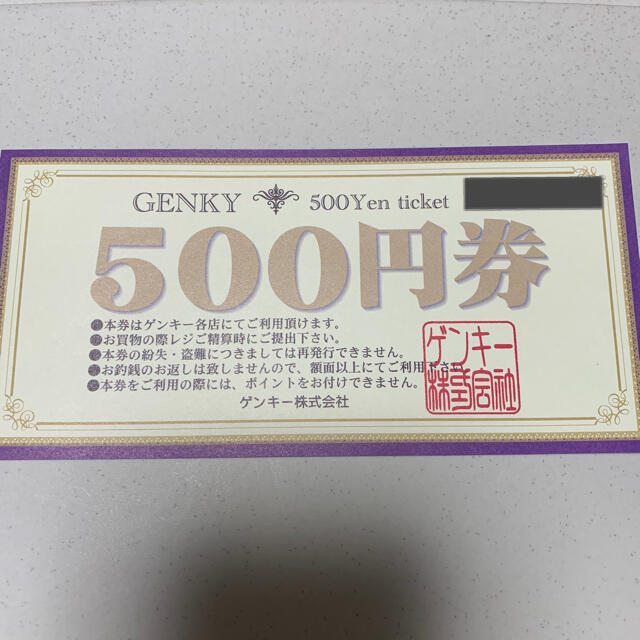 GENKY 500Yen ticket
500円券
●本券はゲンキー各店にてご利用頂けます。
●お買物の際レジご精算時にご提出下さい。
●本券の紛失・盗難につきましては再発行できません。
●お釣銭のお返しは致しませんので、額面以上にてご利用下さい
●本券をご利用の際には、ポイントをお付けできません。
ゲンキー株式会社
ゲンキー
株式会社